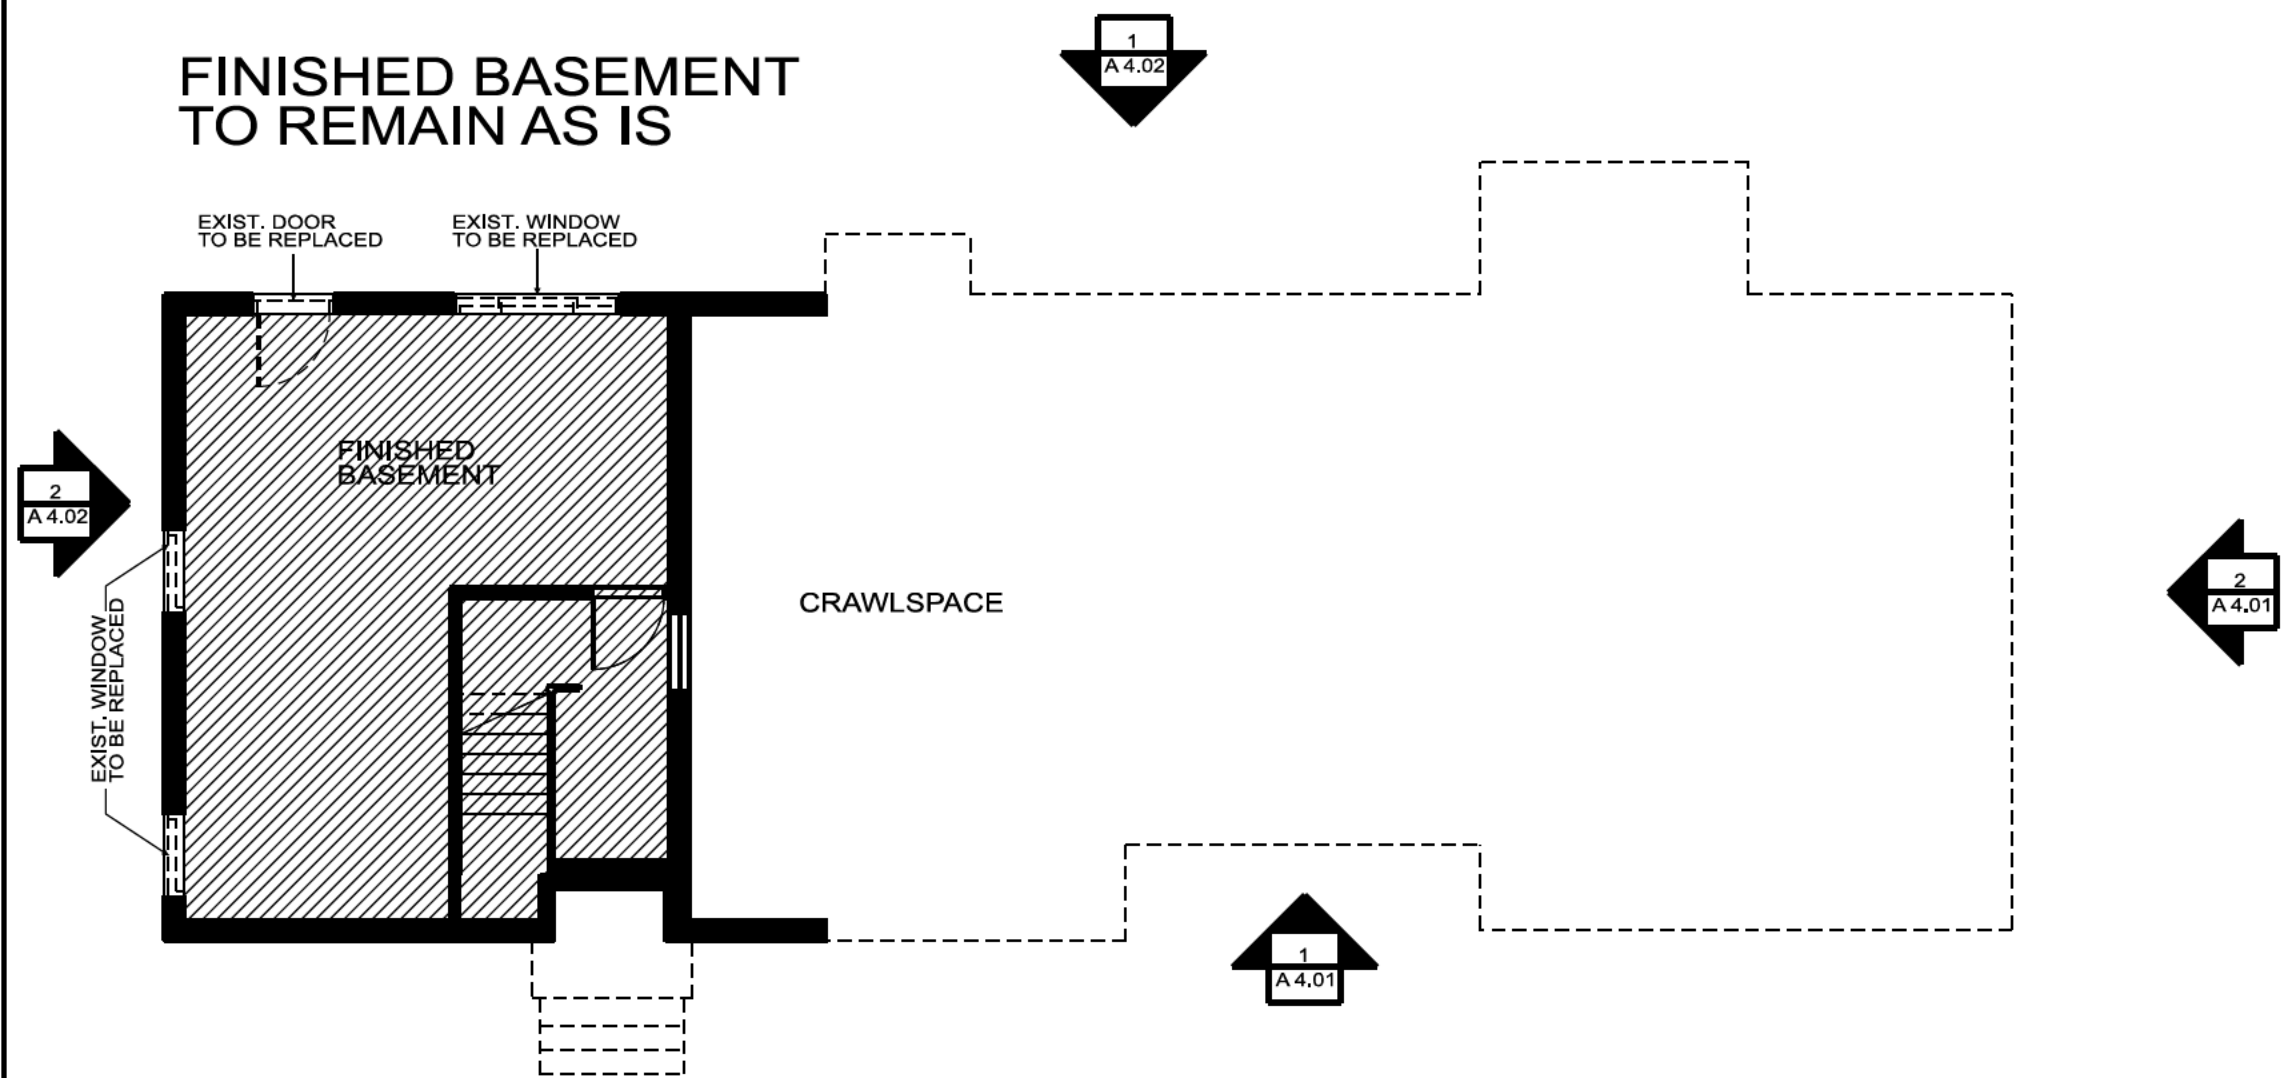 FINISHED BASEMENT
TO REMAIN AS IS
1
A 4.02
EXIST. DOOR
TO BE REPLACED
EXIST. WINDOW
TO BE REPLACED
FINISHED
BASEMENT
2
A 4.02
EXIST. WINDOW
TO BE REPLACED
CRAWLSPACE
2
A 4.01
1
A 4.01